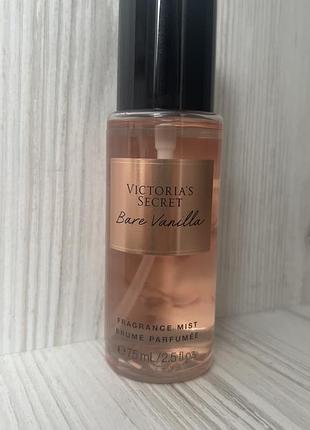 VICTORIA'S
SECRET
Bare Vanilla
FRAGRANCE MIST
BRUME PARFUMÉE
℮ 75 mL/2.5 fl oz